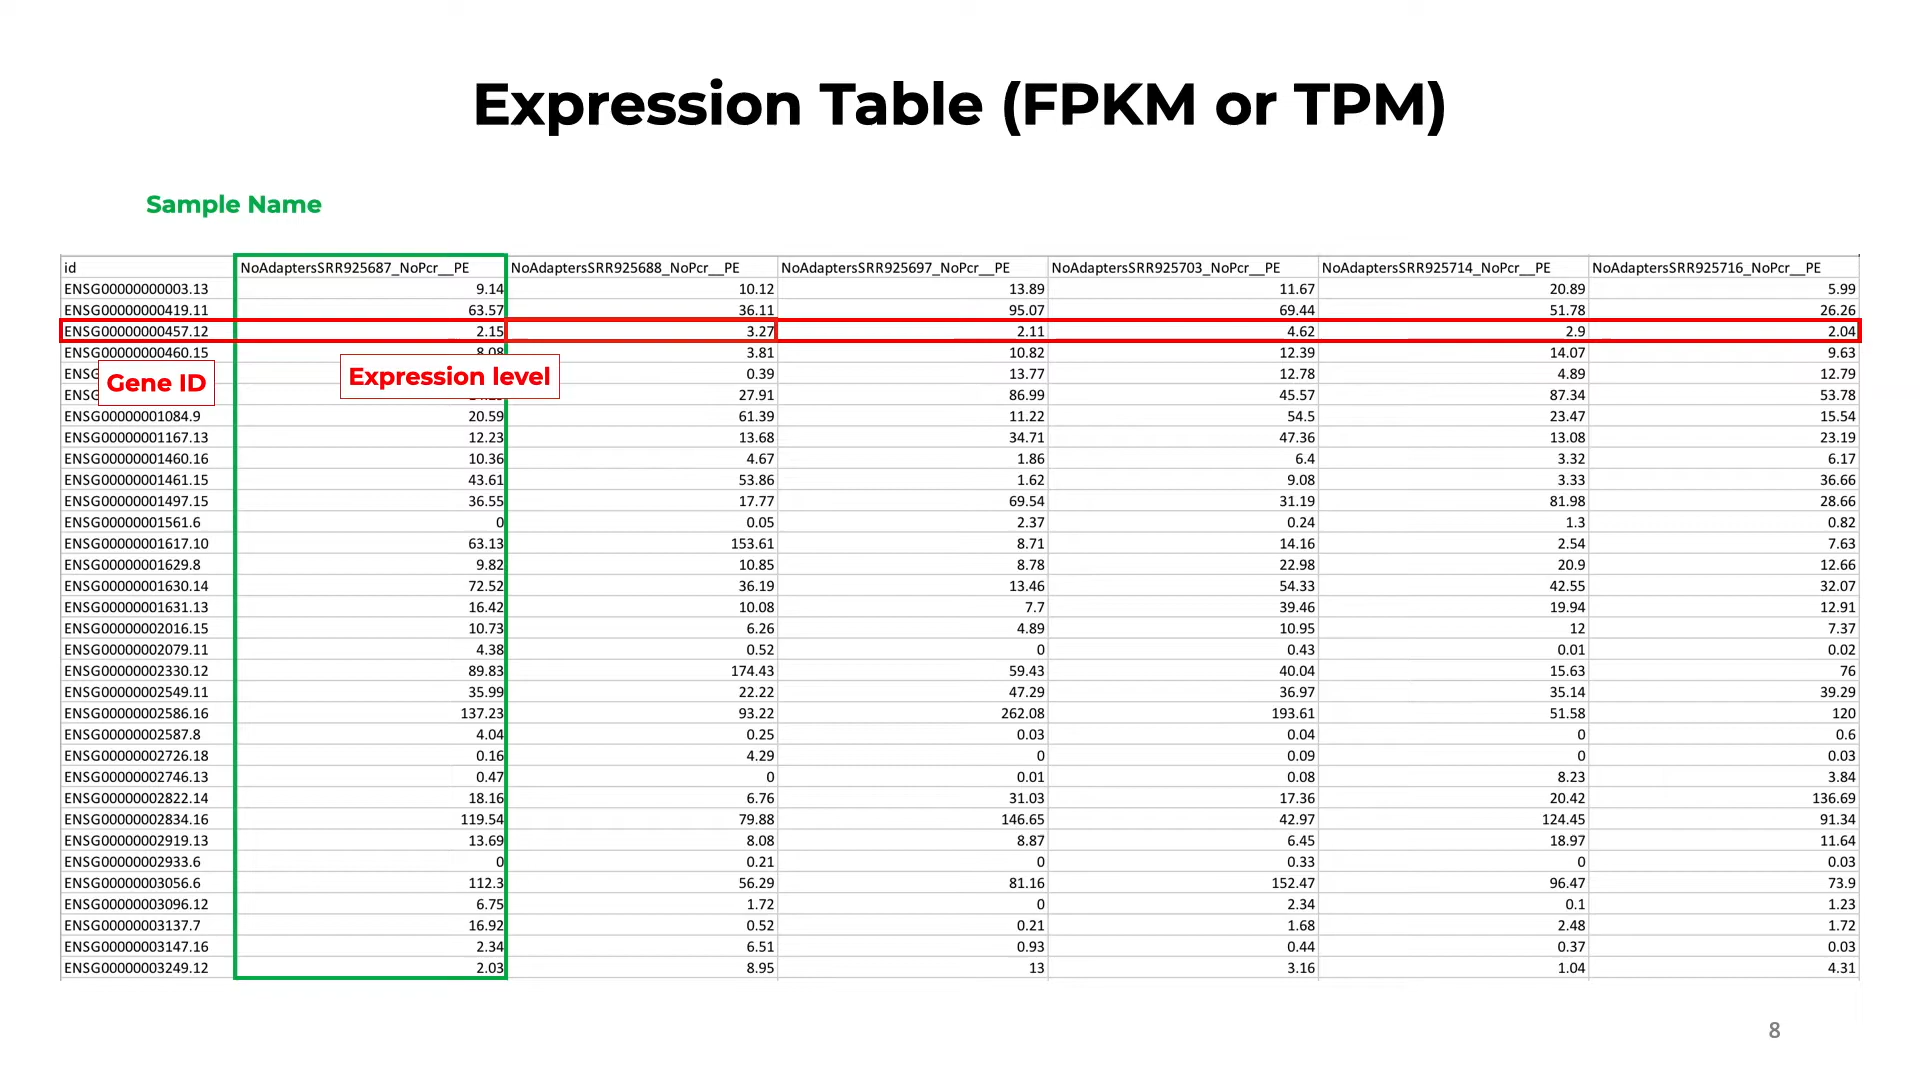 Expression Table (FPKM or TPM)
Sample Name
id NoAdaptersSRR925687_NoPcr__PE NoAdaptersSRR925688_NoPcr__PE NoAdaptersSRR925697_NoPcr__PE NoAdaptersSRR925703_NoPcr__PE NoAdaptersSRR925714_NoPcr__PE NoAdaptersSRR925716_NoPcr__PE
ENSG00000000003.13 9.14 10.12 13.89 11.67 20.89 5.99
ENSG00000000419.11 63.57 36.11 95.07 69.44 51.78 26.26
ENSG00000000457.12 2.15 3.27 2.11 4.62 2.9 2.04
ENSG00000000460.15 8.08 3.81 10.82 12.39 14.07 9.63
ENSG 0.39 13.77 12.78 4.89 12.79
Gene ID Expression level
ENSG 27.91 86.99 45.57 87.34 53.78
ENSG00000001084.9 20.59 61.39 11.22 54.5 23.47 15.54
ENSG00000001167.13 12.23 13.68 34.71 47.36 13.08 23.19
ENSG00000001460.16 10.36 4.67 1.86 6.4 3.32 6.17
ENSG00000001461.15 43.61 53.86 1.62 9.08 3.33 36.66
ENSG00000001497.15 36.55 17.77 69.54 31.19 81.98 28.66
ENSG00000001561.6 0 0.05 2.37 0.24 1.3 0.82
ENSG00000001617.10 63.13 153.61 8.71 14.16 2.54 7.63
ENSG00000001629.8 9.82 10.85 8.78 22.98 20.9 12.66
ENSG00000001630.14 72.52 36.19 13.46 54.33 42.55 32.07
ENSG00000001631.13 16.42 10.08 7.7 39.46 19.94 12.91
ENSG00000002016.15 10.73 6.26 4.89 10.95 12 7.37
ENSG00000002079.11 4.38 0.52 0 0.43 0.01 0.02
ENSG00000002330.12 89.83 174.43 59.43 40.04 15.63 76
ENSG00000002549.11 35.99 22.22 47.29 36.97 35.14 39.29
ENSG00000002586.16 137.23 93.22 262.08 193.61 51.58 120
ENSG00000002587.8 4.04 0.25 0.03 0.04 0 0.6
ENSG00000002726.18 0.16 4.29 0 0.09 0 0.03
ENSG00000002746.13 0.47 0 0.01 0.08 8.23 3.84
ENSG00000002822.14 18.16 6.76 31.03 17.36 20.42 136.69
ENSG00000002834.16 119.54 79.88 146.65 42.97 124.45 91.34
ENSG00000002919.13 13.69 8.08 8.87 6.45 18.97 11.64
ENSG00000002933.6 0 0.21 0 0.33 0 0.03
ENSG00000003056.6 112.3 56.29 81.16 152.47 96.47 73.9
ENSG00000003096.12 6.75 1.72 0 2.34 0.1 1.23
ENSG00000003137.7 16.92 0.52 0.21 1.68 2.48 1.72
ENSG00000003147.16 2.34 6.51 0.93 0.44 0.37 0.03
ENSG00000003249.12 2.03 8.95 13 3.16 1.04 4.31
8